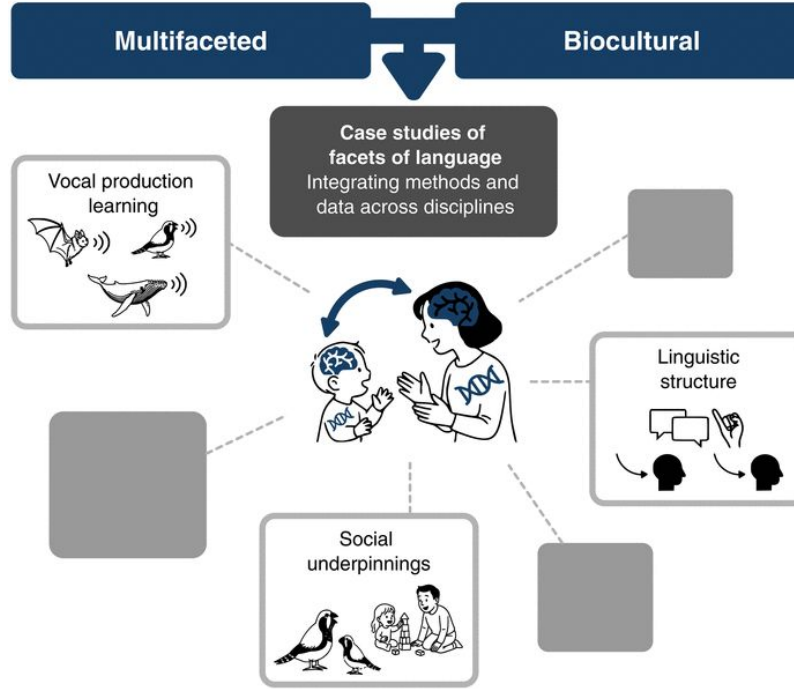 Multifaceted
Biocultural
Case studies of
facets of language
Integrating methods and
data across disciplines
Vocal production
learning
Linguistic
structure
Social
underpinnings